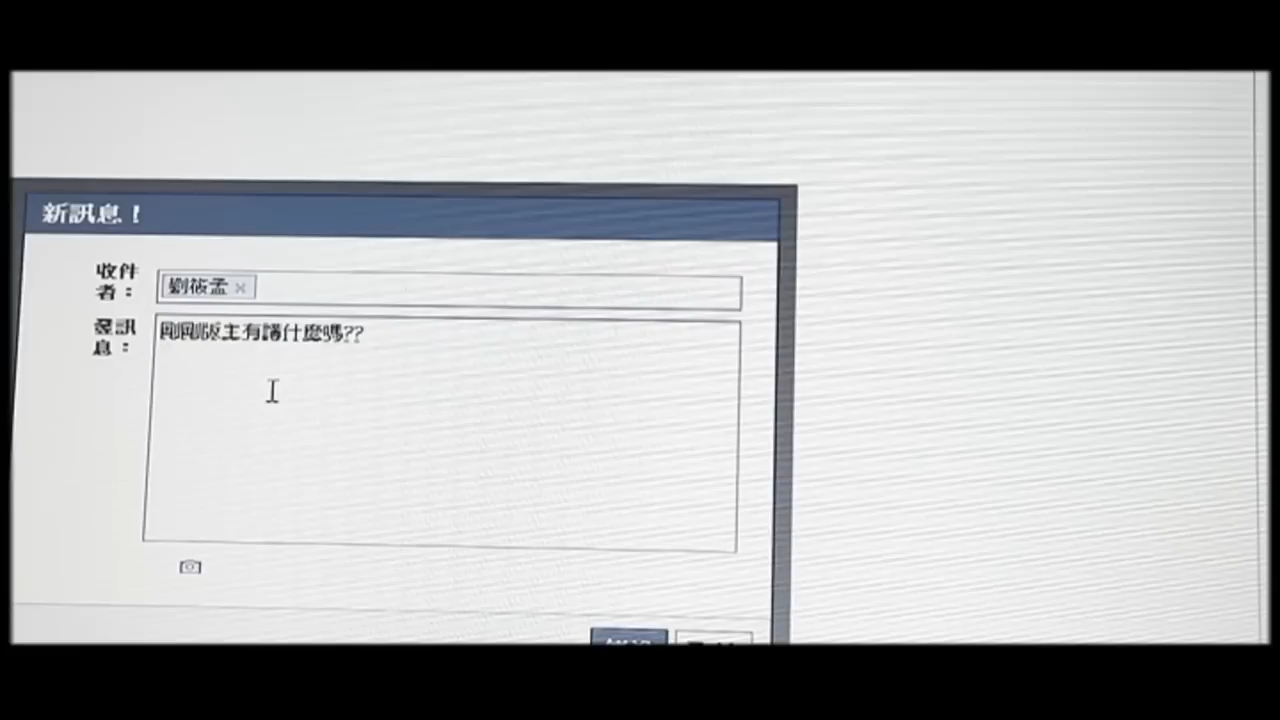 新訊息！
收件
者：
劉筱孟 ×
訊
息：
剛剛版主有講什麼嗎??